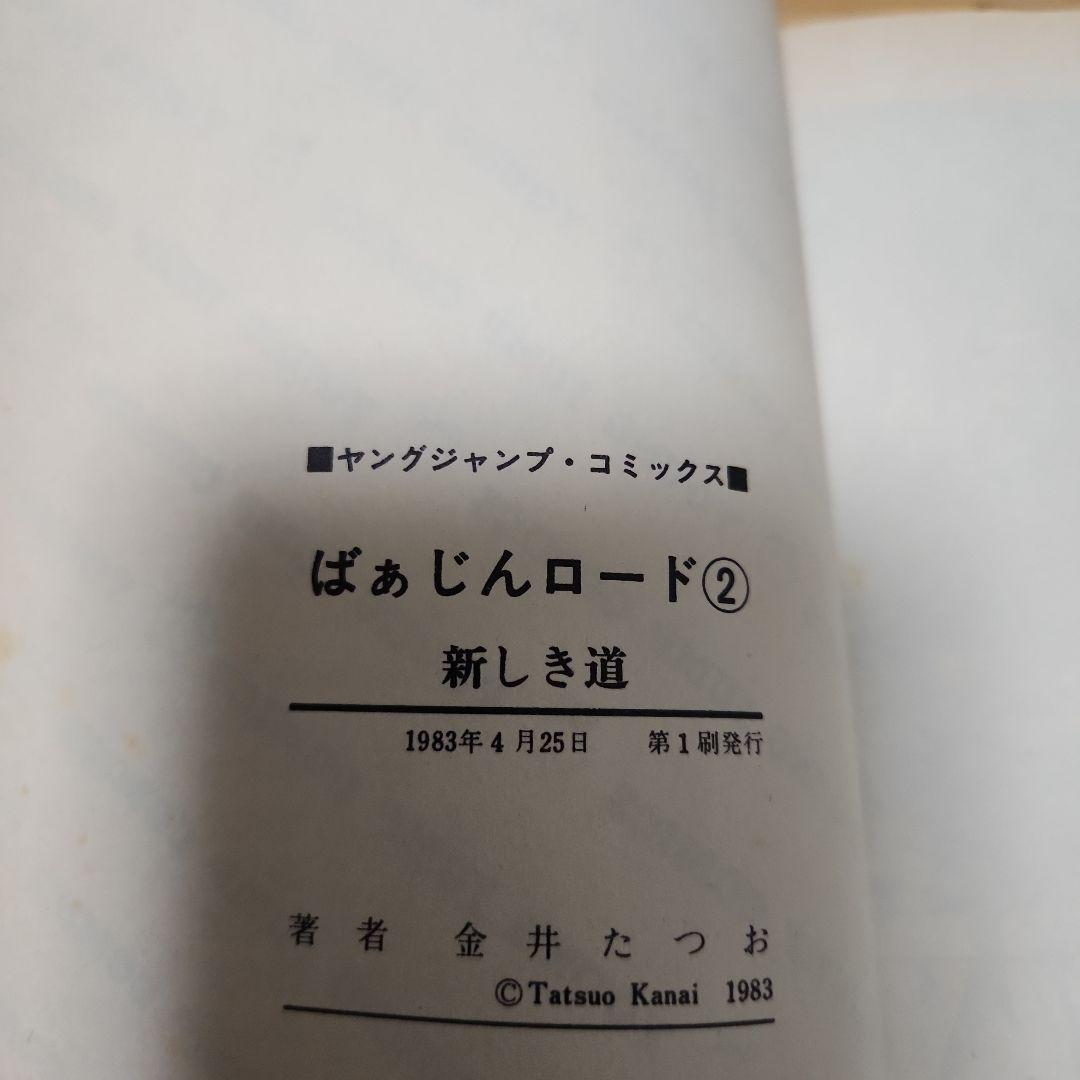 ■ヤングジャンプ・コミックス■
ばぁじんロード②
新しき道
1983年4月25日 第1刷発行
著者 金井たつお
©Tatsuo Kanai 1983